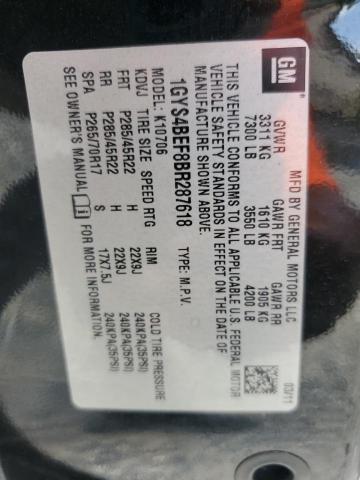 GM
MFD BY GENERAL MOTORS LLC
03/11
GVWR GAWR FRT GAWR RR
3311 KG 1610 KG 1905 KG
7300 LB 3550 LB 4200 LB
THIS VEHICLE CONFORMS TO ALL APPLICABLE U.S. FEDERAL MOTOR
VEHICLE SAFETY STANDARDS IN EFFECT ON THE DATE OF
MANUFACTURE SHOWN ABOVE.
1GYS4BEF8BR287618 TYPE: M.P.V.
K10706
KDVJ TIRE SIZE SPEED RTG RIM COLD TIRE PRESSURE
FRT P285/45R22 H 22X9J 240KPA(35PSI)
RR P285/45R22 H 22X9J 240KPA(35PSI)
SPA P265/70R17 S 17X7.5J 240KPA(35PSI)
SEE OWNER'S MANUAL FOR MORE INFORMATION.